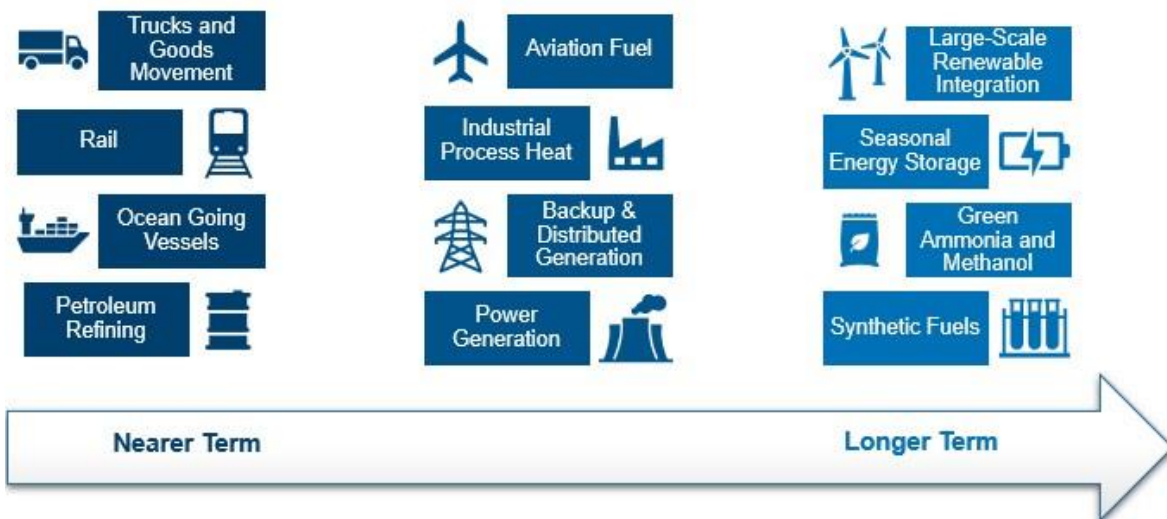 Trucks and
Goods
Movement
Rail
Ocean Going
Vessels
Petroleum
Refining
Aviation Fuel
Industrial
Process Heat
Backup &
Distributed
Generation
Power
Generation
Large-Scale
Renewable
Integration
Seasonal
Energy Storage
Green
Ammonia and
Methanol
Synthetic Fuels
Nearer Term
Longer Term